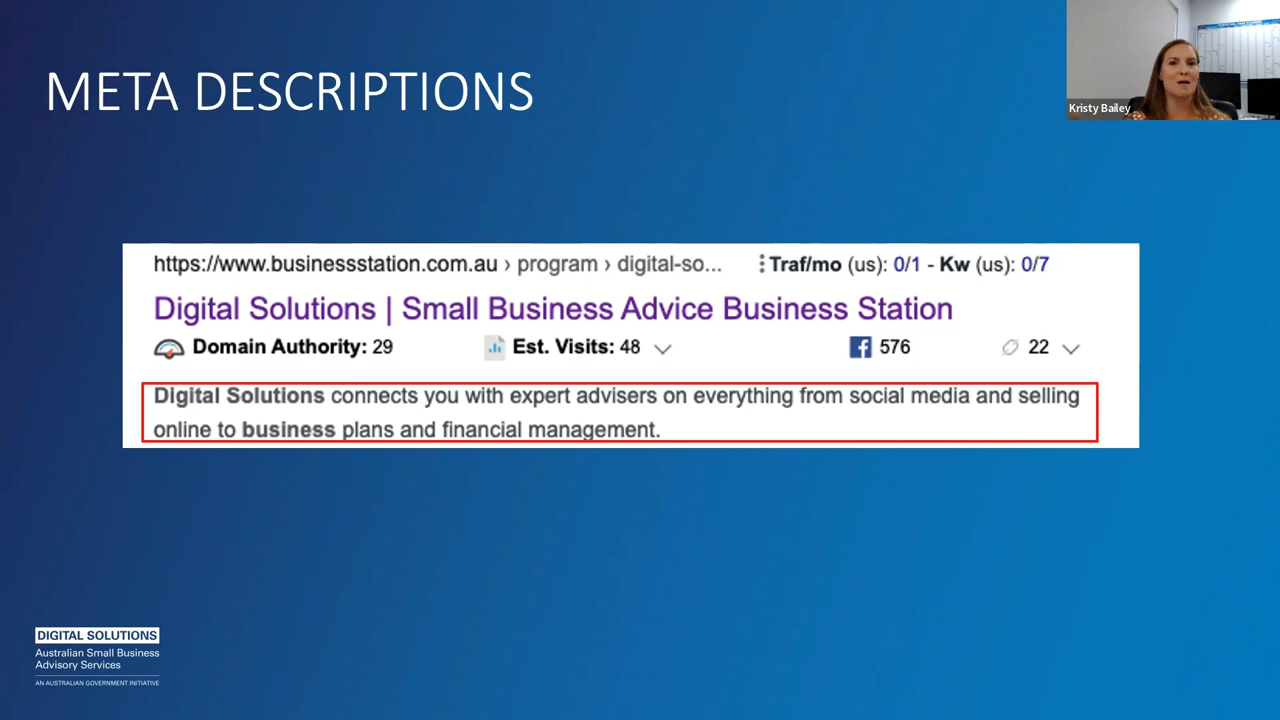 META DESCRIPTIONS
Kristy Bailey
https://www.businessstation.com.au › program › digital-so... Traf/mo (us): 0/1 - Kw (us): 0/7
Digital Solutions | Small Business Advice Business Station
Domain Authority: 29 Est. Visits: 48 576 22
Digital Solutions connects you with expert advisers on everything from social media and selling
online to business plans and financial management.
DIGITAL SOLUTIONS
Australian Small Business
Advisory Services
AN AUSTRALIAN GOVERNMENT INITIATIVE